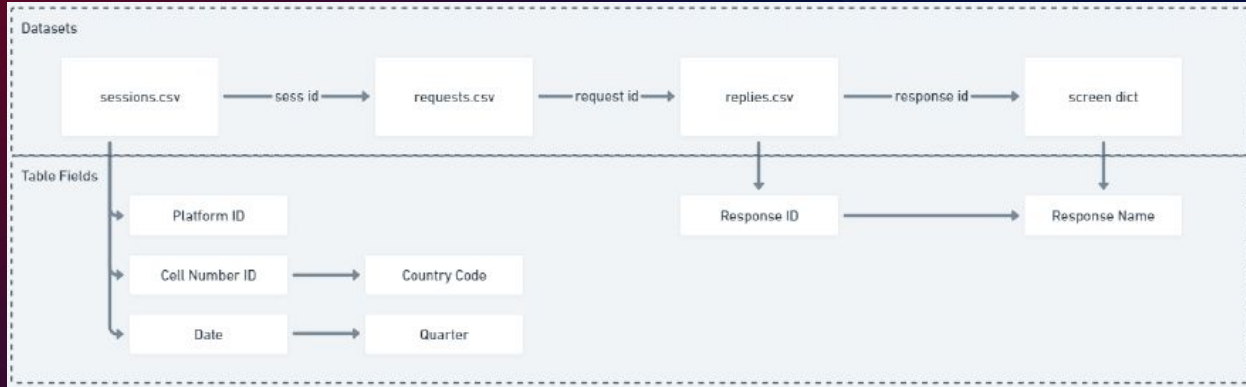 Datasets
sessions.csv
sess id
requests.csv
request id
replies.csv
response id
screen dict
Table Fields
Platform ID
Response ID
Response Name
Cell Number ID
Country Code
Date
Quarter